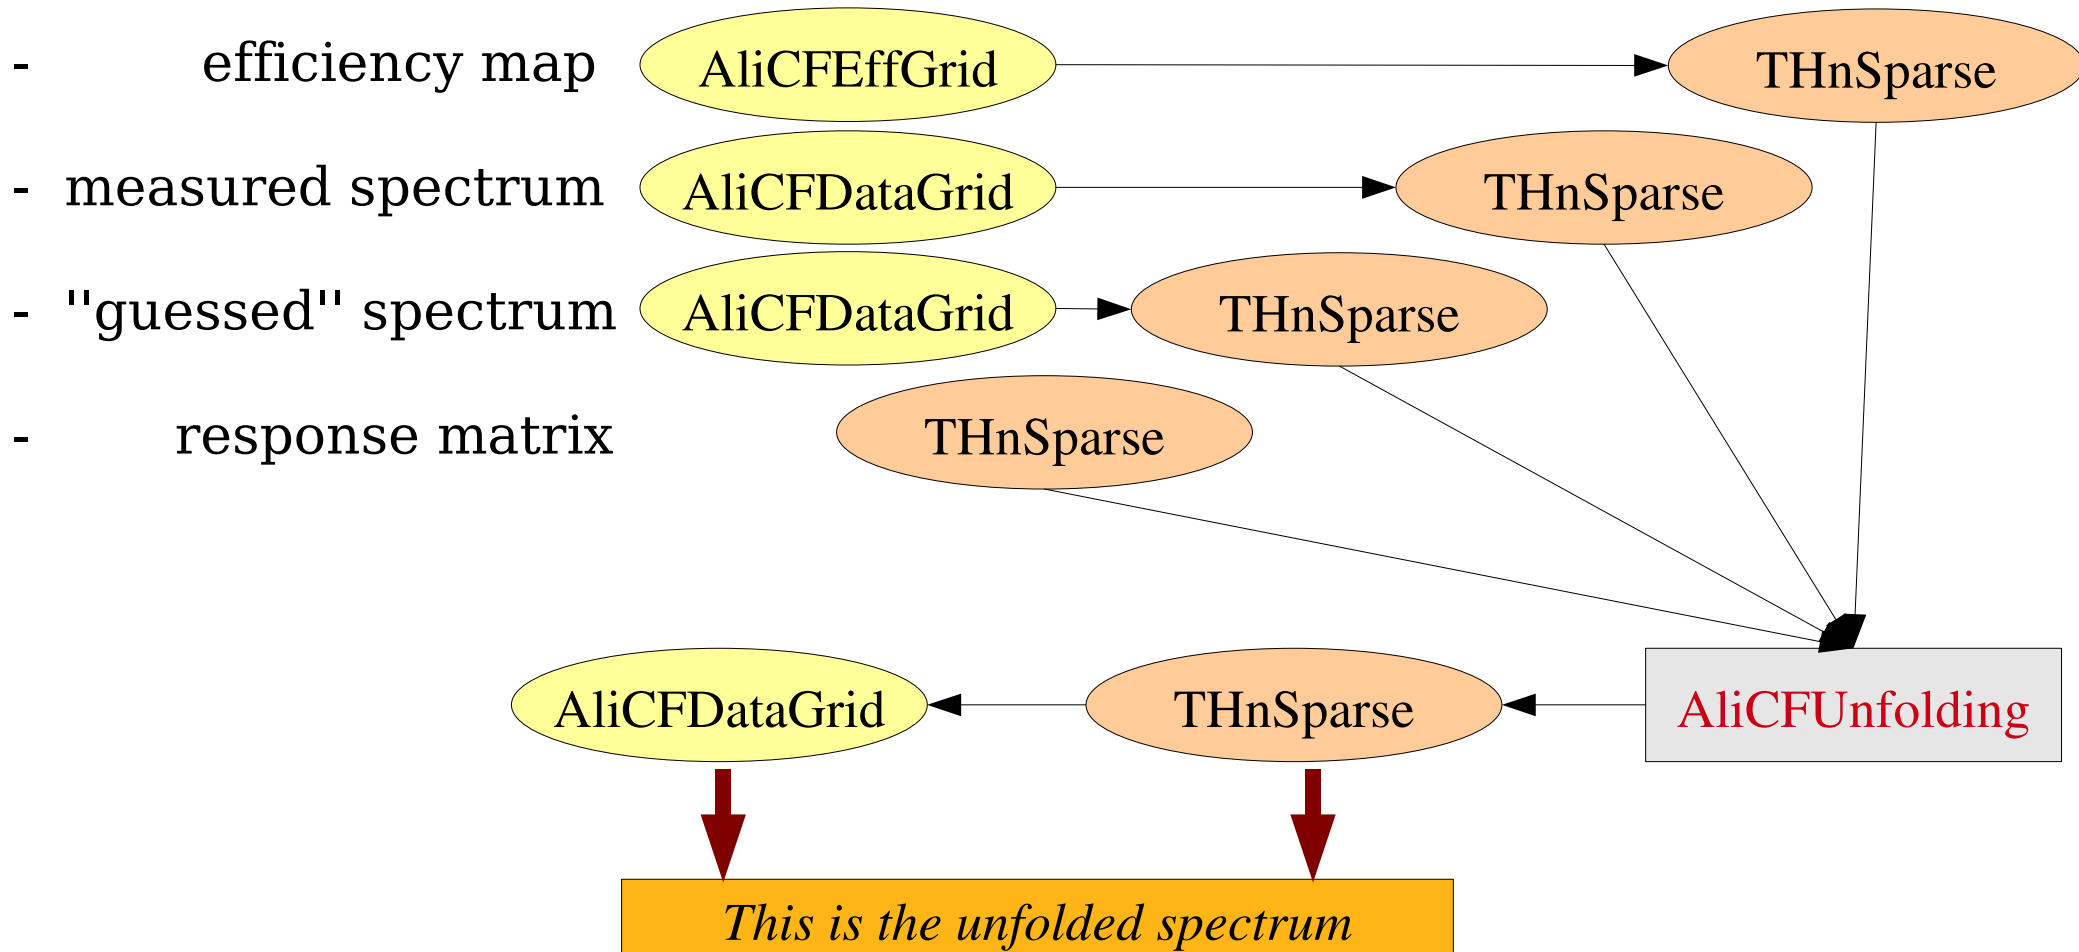 - efficiency map AliCFEffGrid THnSparse
- measured spectrum AliCFDataGrid THnSparse
- "guessed" spectrum AliCFDataGrid THnSparse
- response matrix THnSparse
AliCFDataGrid THnSparse AliCFUnfolding
This is the unfolded spectrum